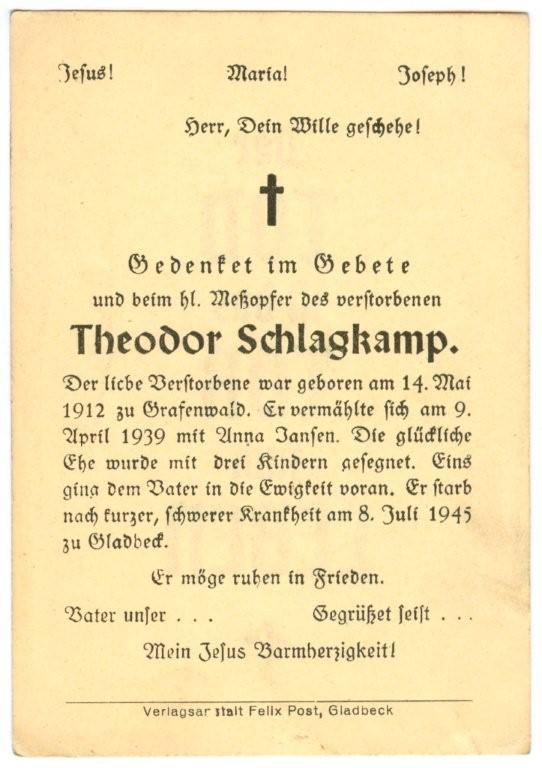 Jesus! Maria! Joseph!
Herr, Dein Wille geschehe!
Gedenket im Gebete
und beim hl. Meßopfer des verstorbenen
Theodor Schlagkamp.
Der liebe Verstorbene war geboren am 14. Mai
1912 zu Grafenwald. Er vermählte sich am 9.
April 1939 mit Anna Jansen. Die glückliche
Ehe wurde mit drei Kindern gesegnet. Eins
ging dem Vater in die Ewigkeit voran. Er starb
nach kurzer, schwerer Krankheit am 8. Juli 1945
zu Gladbeck.
Er möge ruhen in Frieden.
Vater unser . . . Gegrüßet seist . . .
Mein Jesus Barmherzigkeit!
Verlagsanstalt Felix Post, Gladbeck